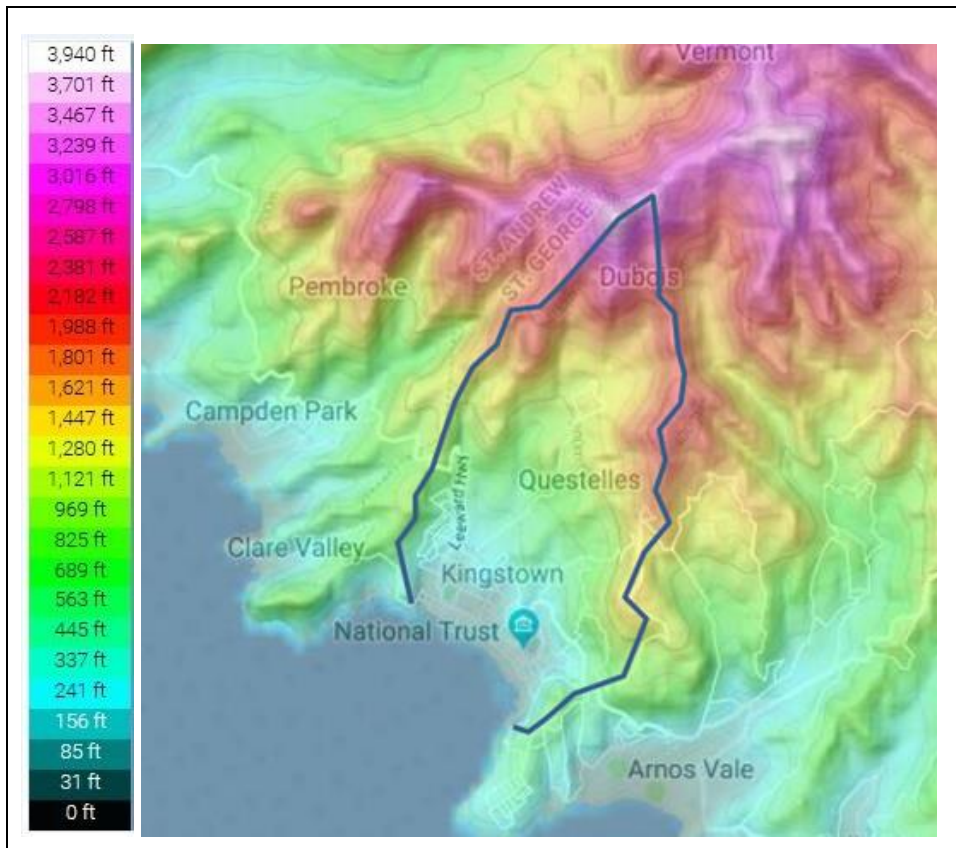 3,940 ft
3,701 ft
3,467 ft
3,239 ft
3,016 ft
2,798 ft
2,587 ft
2,381 ft
2,182 ft
1,988 ft
1,801 ft
1,621 ft
1,447 ft
1,280 ft
1,121 ft
969 ft
825 ft
689 ft
563 ft
445 ft
337 ft
241 ft
156 ft
85 ft
31 ft
0 ft
Vermont
ST. ANDREW
ST. GEORGE
Dubois
Pembroke
Campden Park
Questelles
Leeward Hwy
Clare Valley
Kingstown
National Trust
Arnos Vale